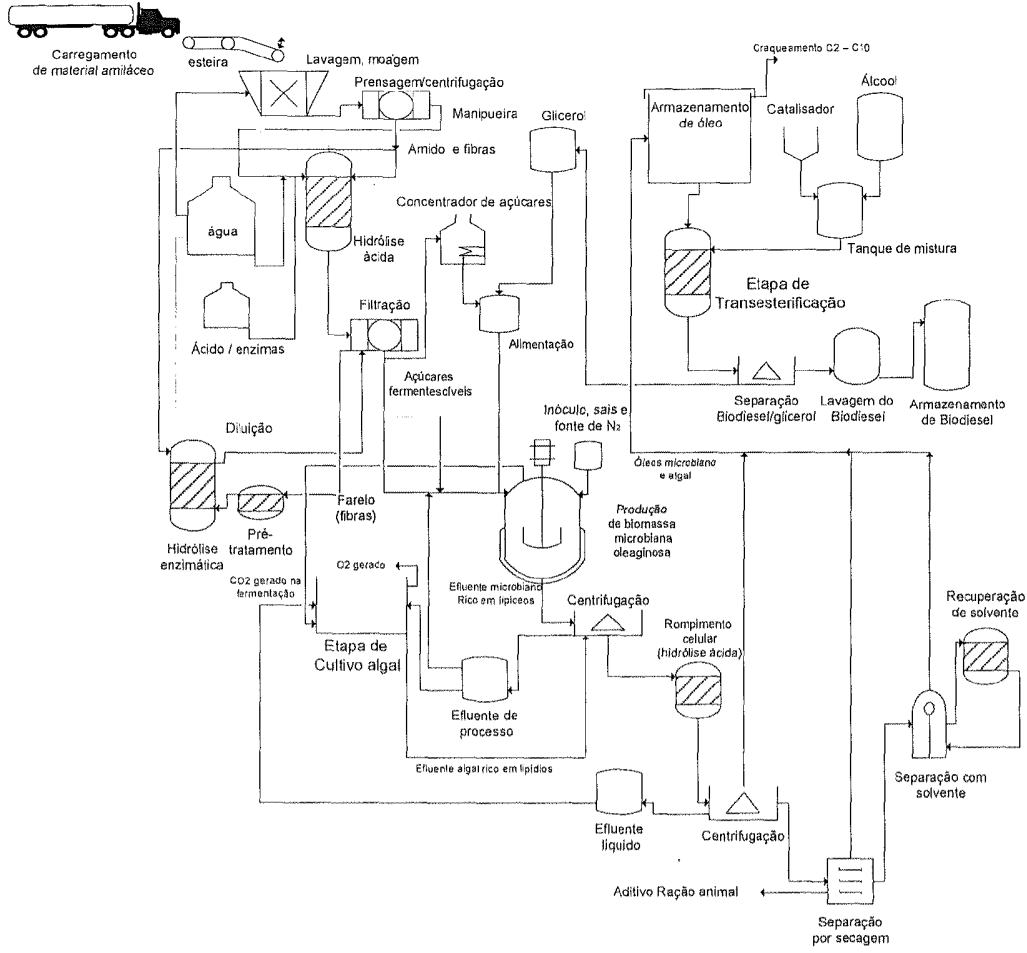 Carregamento
de material amiláceo
esteira
Lavagem, moagem
Prensagem/centrifugação
Manipueira
Amido e fibras
água
Hidrólise
ácida
Ácido / enzimas
Filtração
Concentrador de açúcares
Glicerol
Alimentação
Craqueamento C2 – C10
Armazenamento
de óleo
Catalisador
Álcool
Tanque de mistura
Etapa de
Transesterificação
Separação
Biodiesel/glicerol
Lavagem do
Biodiesel
Armazenamento
de Biodiesel
Açúcares
fermentescíveis
Inóculo, sais e
fonte de N₂
Diluição
Óleos microbiano
e algal
Farelo
(fibras)
Produção
de biomassa
microbiana
oleaginosa
Hidrólise
enzimática
Pré-
tratamento
O2 gerado
CO2 gerado na
fermentação
Efluente microbiano
Rico em lipíceos
Centrifugação
Etapa de
Cultivo algal
Rompimento
celular
(hidrólise ácida)
Recuperação
de solvente
Efluente de
processo
Efluente algal rico em lipídios
Separação com
solvente
Efluente
líquido
Centrifugação
Aditivo Ração animal
Separação
por secagem